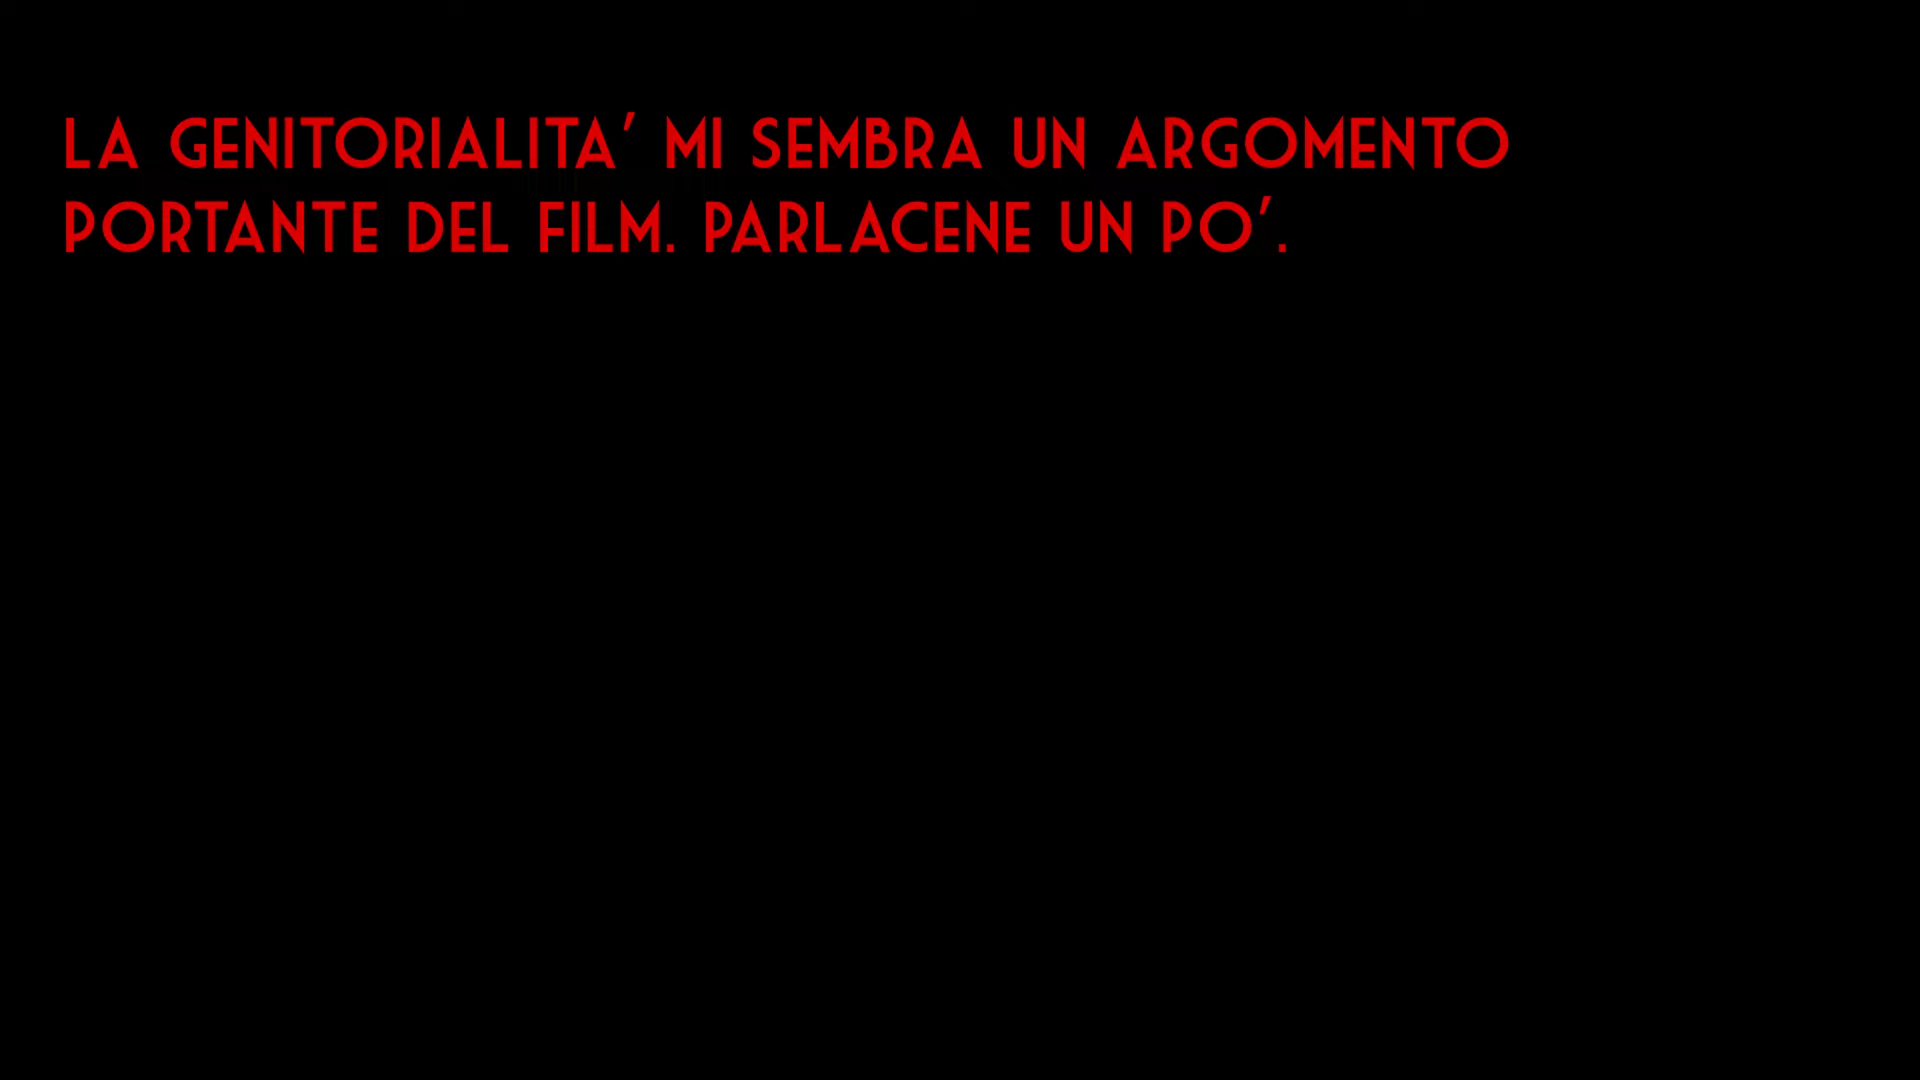 LA GENITORIALITA' MI SEMBRA UN ARGOMENTO
PORTANTE DEL FILM. PARLACENE UN PO'.